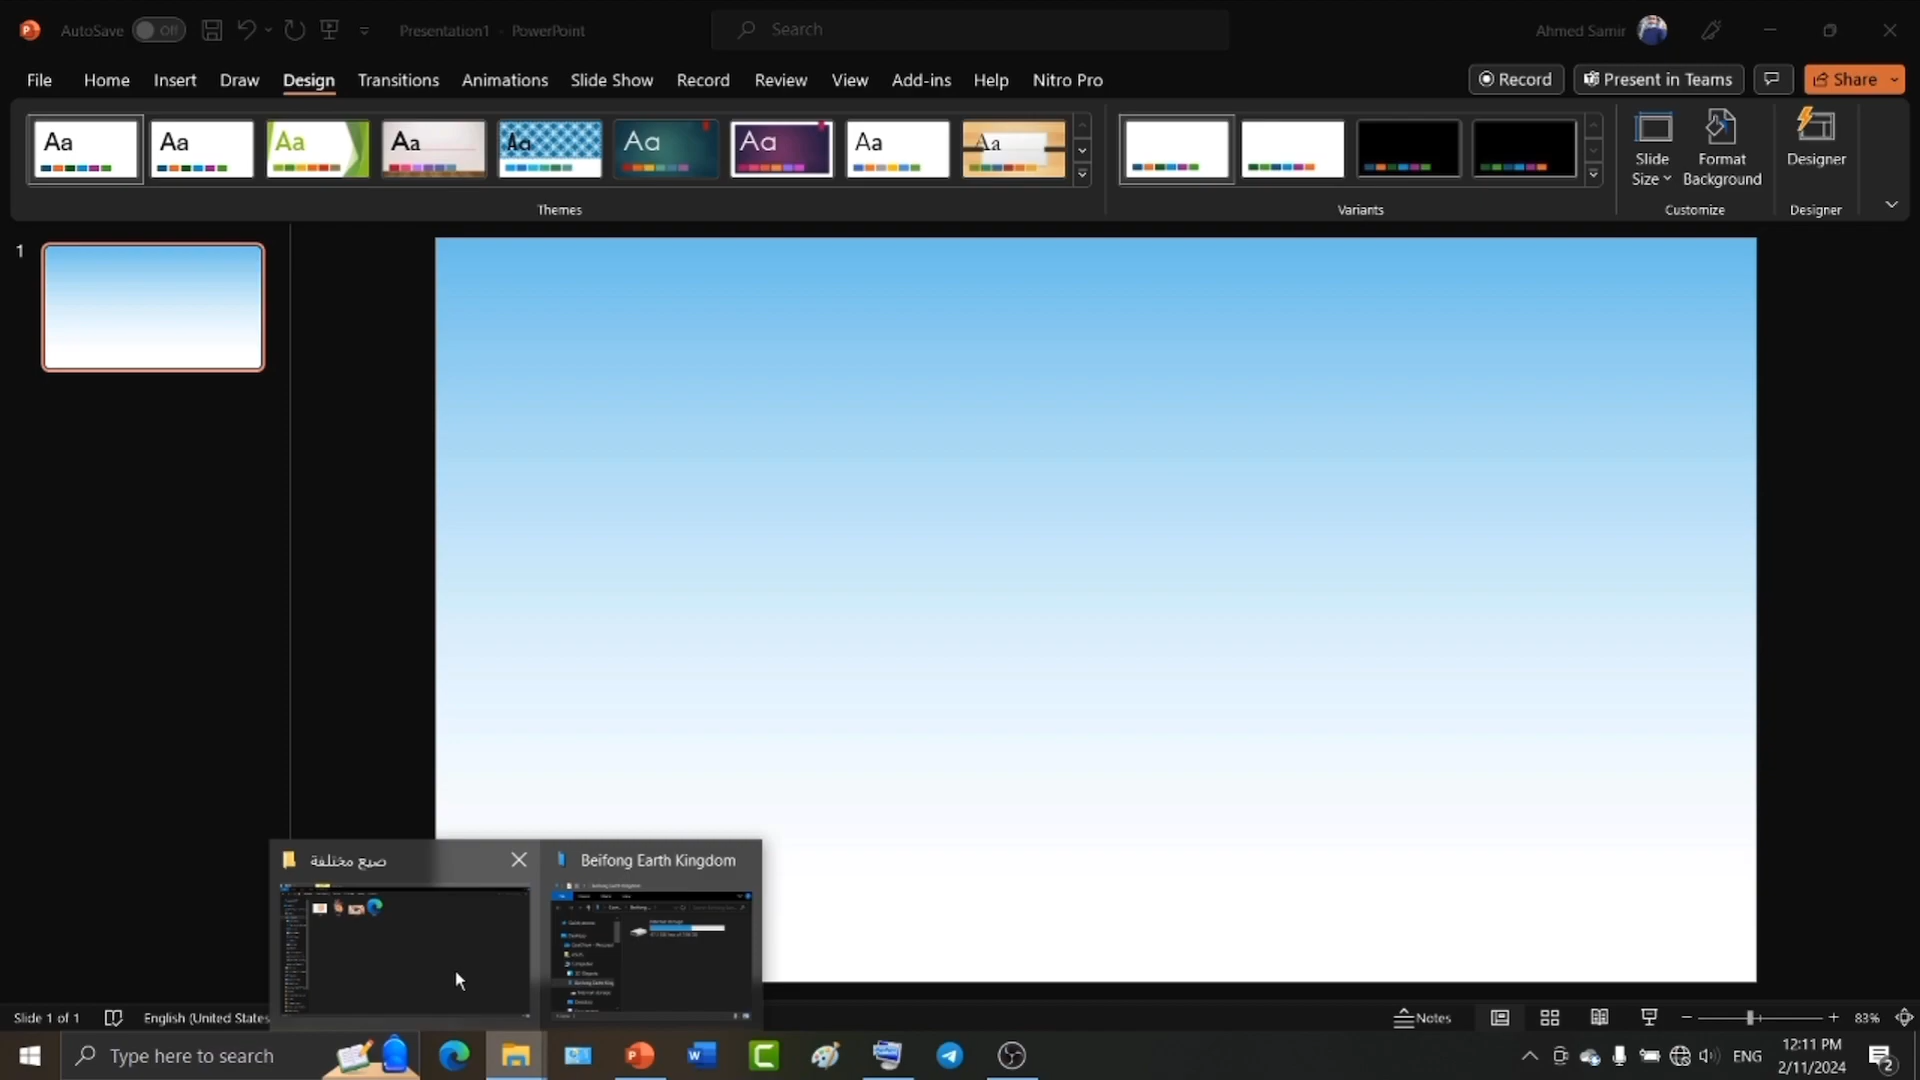 AutoSave Off Presentation1 - PowerPoint Search Ahmed Samir
File Home Insert Draw Design Transitions Animations Slide Show Record Review View Add-ins Help Nitro Pro Record Present in Teams Share
Aa Aa Aa Aa Aa Aa Aa Aa Aa
Slide Size Format Background Designer
Themes Variants Customize Designer
1
صيغ مختلفة Beifong Earth Kingdom
Slide 1 of 1 English (United States Notes 83%
Type here to search ENG 12:11 PM
2/11/2024 2